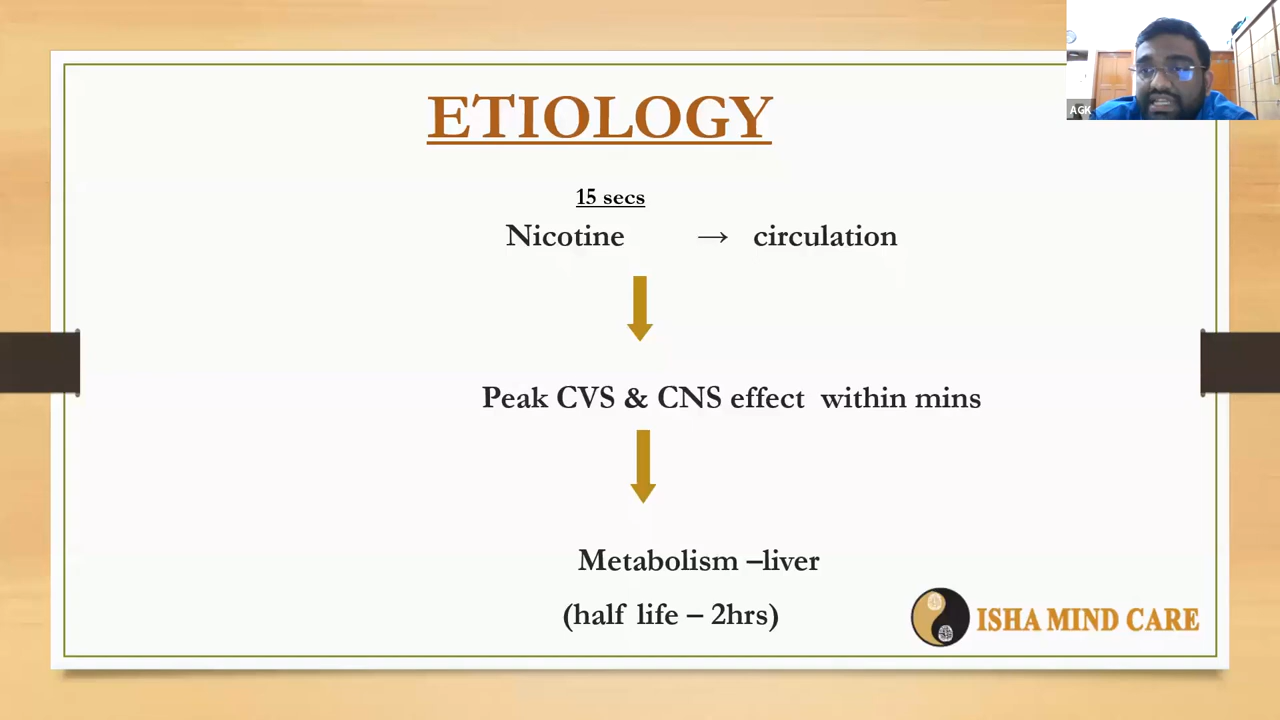 AGK
ETIOLOGY
15 secs
Nicotine → circulation
Peak CVS & CNS effect within mins
Metabolism –liver
(half life – 2hrs)
ISHA MIND CARE